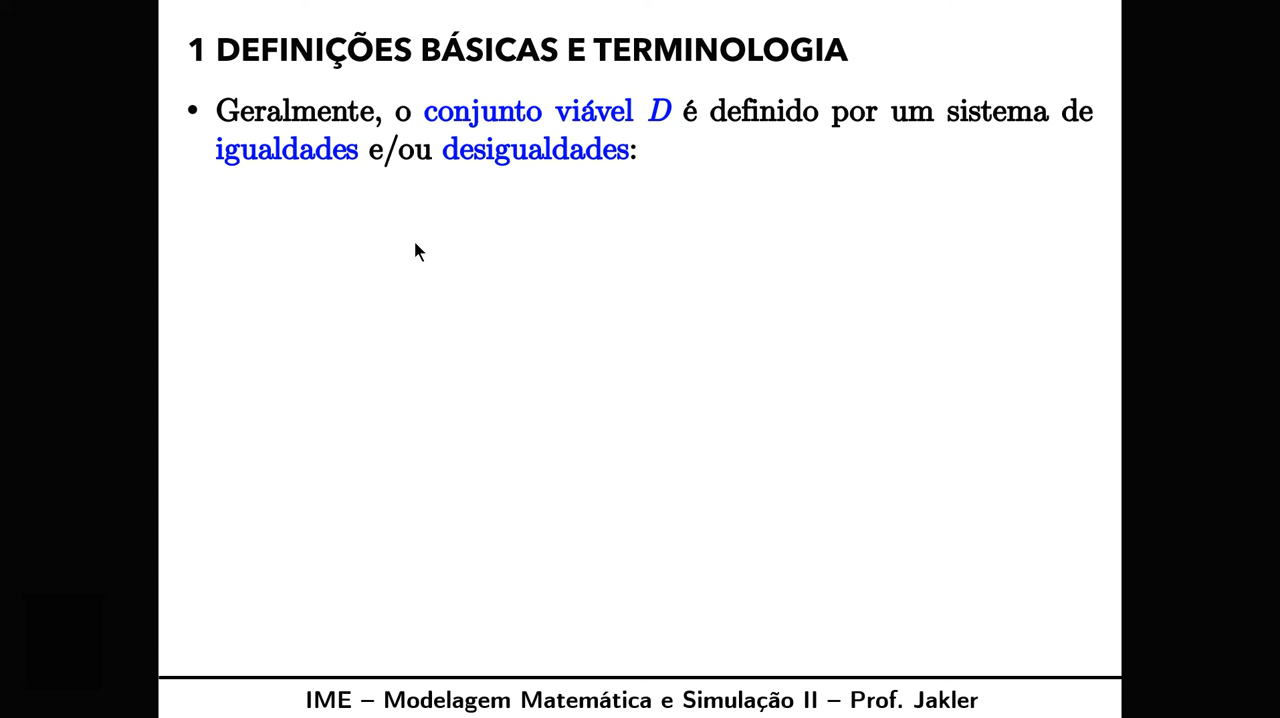 1 DEFINIÇÕES BÁSICAS E TERMINOLOGIA
• Geralmente, o conjunto viável D é definido por um sistema de
igualdades e/ou desigualdades:
IME – Modelagem Matemática e Simulação II – Prof. Jakler